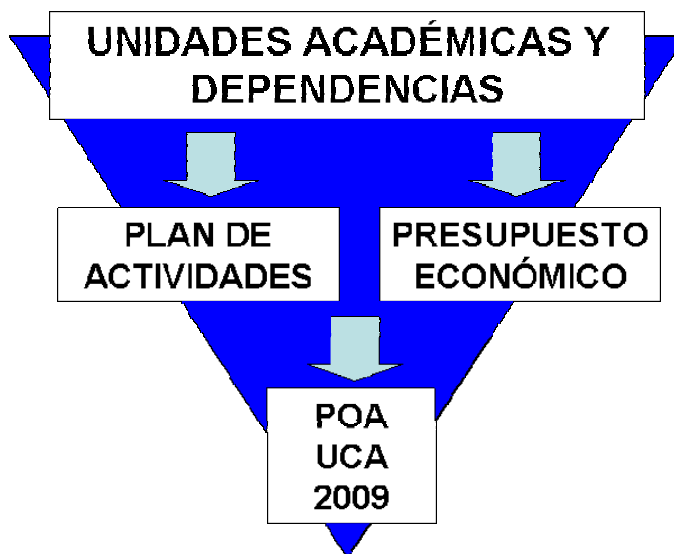 UNIDADES ACADÉMICAS Y
DEPENDENCIAS
PLAN DE
ACTIVIDADES
PRESUPUESTO
ECONÓMICO
POA
UCA
2009